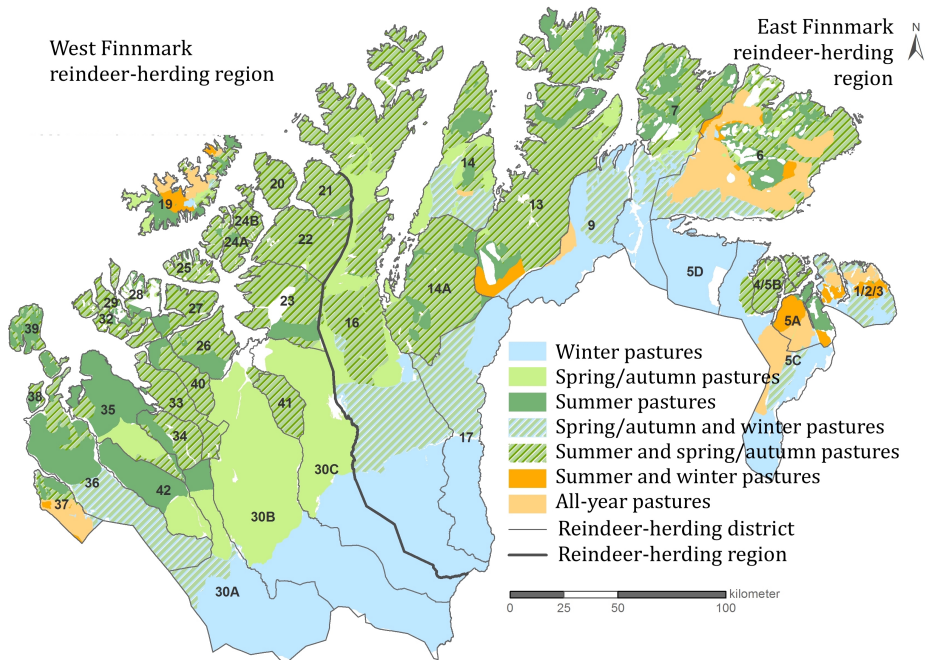 West Finnmark
reindeer-herding region
East Finnmark
reindeer-herding
region
N
7
6
14
20
21
19
13
24B
24A
22
9
25
5D
4/5B
1/2/3
28
29
32
27
23
14A
5A
39
16
26
5C
40
38
35
33
41
34
17
36
42
30C
37
30B
30A
Winter pastures
Spring/autumn pastures
Summer pastures
Spring/autumn and winter pastures
Summer and spring/autumn pastures
Summer and winter pastures
All-year pastures
Reindeer-herding district
Reindeer-herding region
kilometer
0 25 50 100